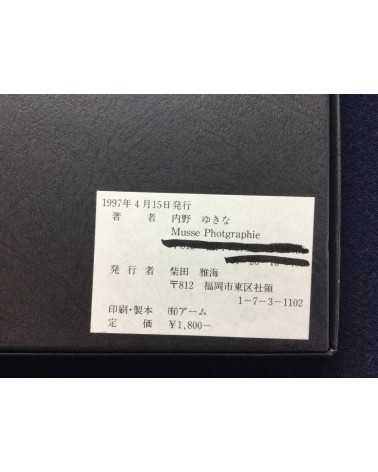 1997年4月15日発行
著者 内野 ゆきな
Musse Photgraphie
発行者 柴田 雅海
〒812 福岡市東区社領
1-7-3-1102
印刷・製本 ㈲アーム
定価 ¥1,800−